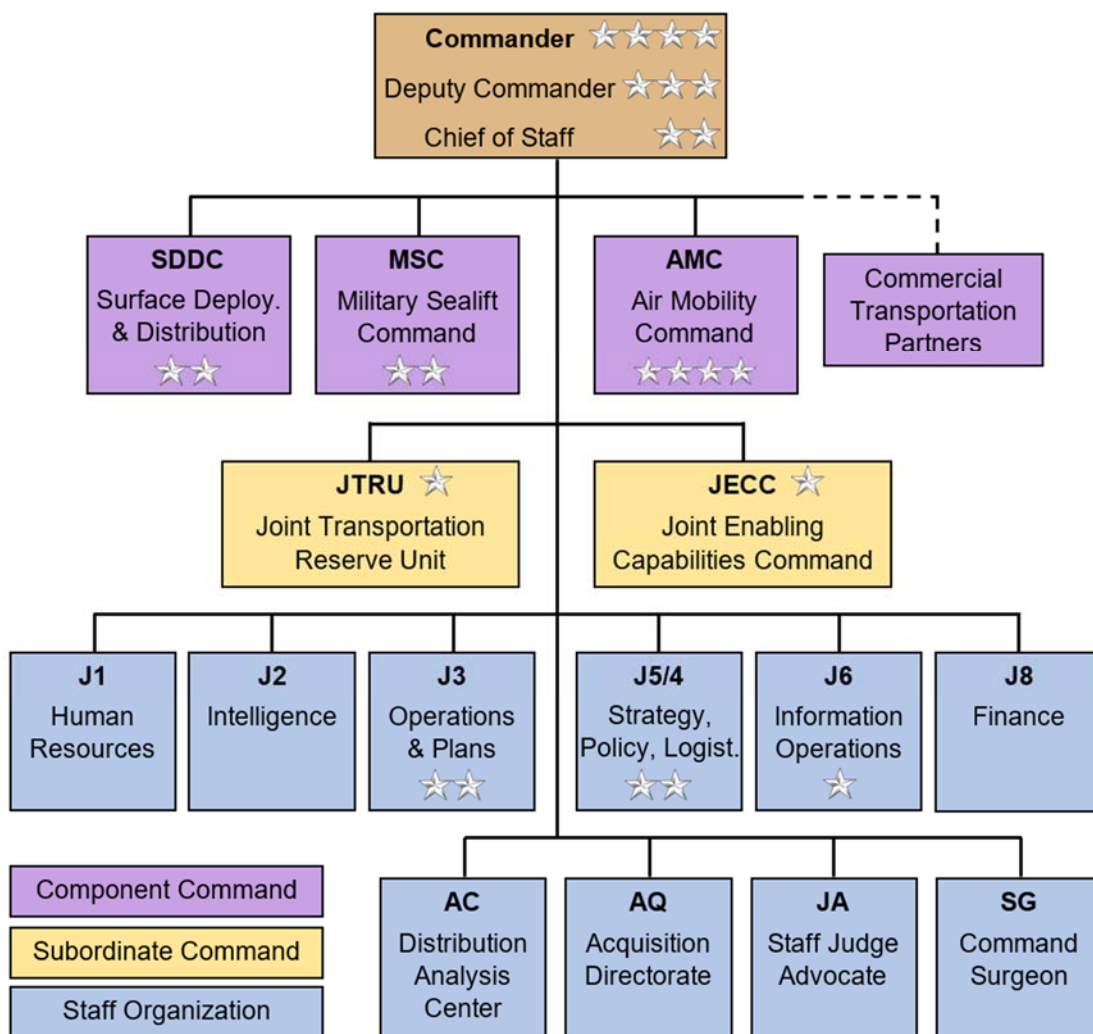 Commander
Deputy Commander
Chief of Staff
SDDC
Surface Deploy.
& Distribution
MSC
Military Sealift
Command
AMC
Air Mobility
Command
Commercial
Transportation
Partners
JTRU
Joint Transportation
Reserve Unit
JECC
Joint Enabling
Capabilities Command
J1
Human
Resources
J2
Intelligence
J3
Operations
& Plans
J5/4
Strategy,
Policy, Logist.
J6
Information
Operations
J8
Finance
Component Command
Subordinate Command
Staff Organization
AC
Distribution
Analysis
Center
AQ
Acquisition
Directorate
JA
Staff Judge
Advocate
SG
Command
Surgeon